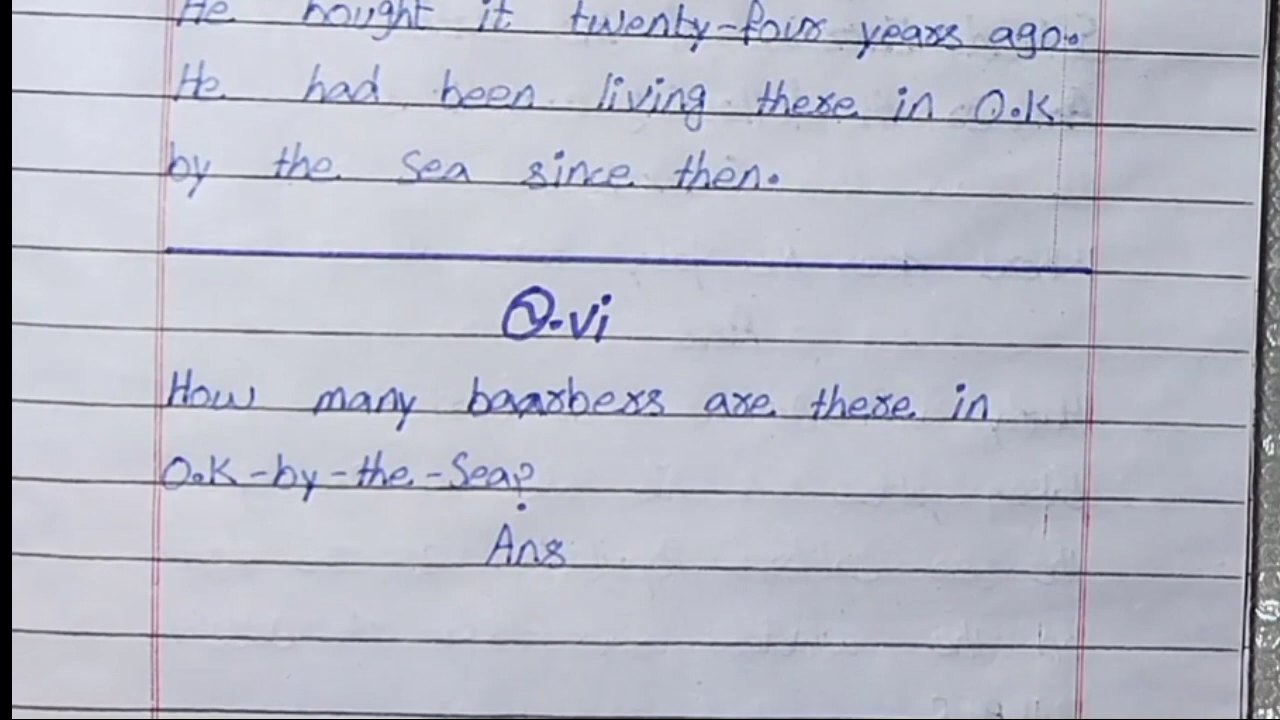 He bought it twenty-four years ago.
He had been living there in O.K
by the Sea since then.
Q.vi
How many baarbers are there in
O.K-by-the-Sea?
Ans